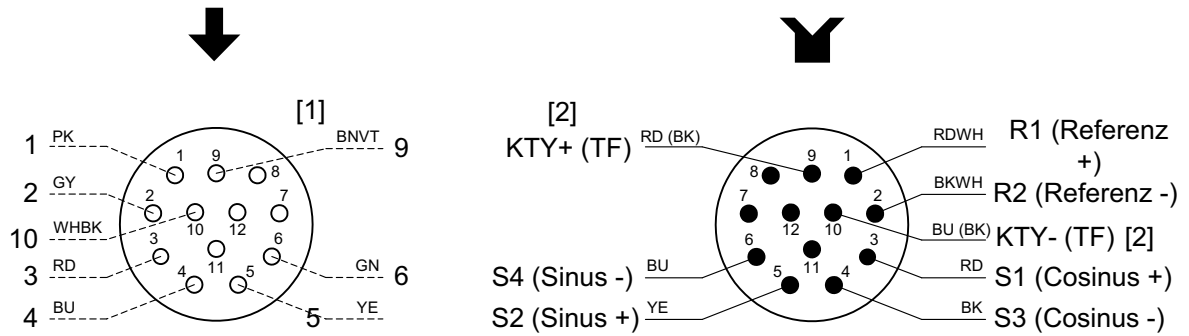 [1]
1 PK
BNVT 9
2 GY
10 WHBK
3 RD
GN 6
4 BU
5 YE
1 9 8
2 7
10 12
3 6
11
4 5
[2]
KTY+ (TF) RD (BK)
RDWH R1 (Referenz
+)
BKWH R2 (Referenz -)
BU (BK) KTY- (TF) [2]
S4 (Sinus -) BU
RD S1 (Cosinus +)
S2 (Sinus +) YE
BK S3 (Cosinus -)
8 9 1
7 2
12 10
6 3
11
5 4